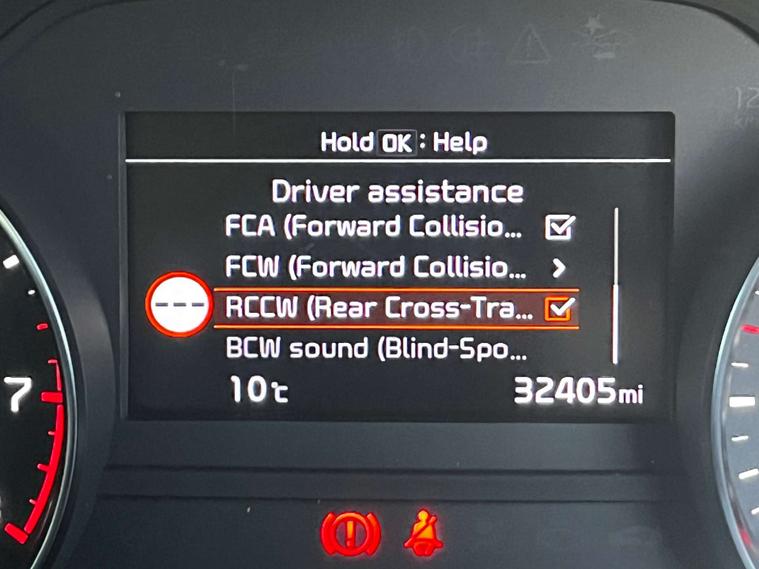 Hold OK : Help
Driver assistance
FCA (Forward Collisio...
FCW (Forward Collisio...
RCCW (Rear Cross-Tra...
BCW sound (Blind-Spo...
10℃ 32405mi
7